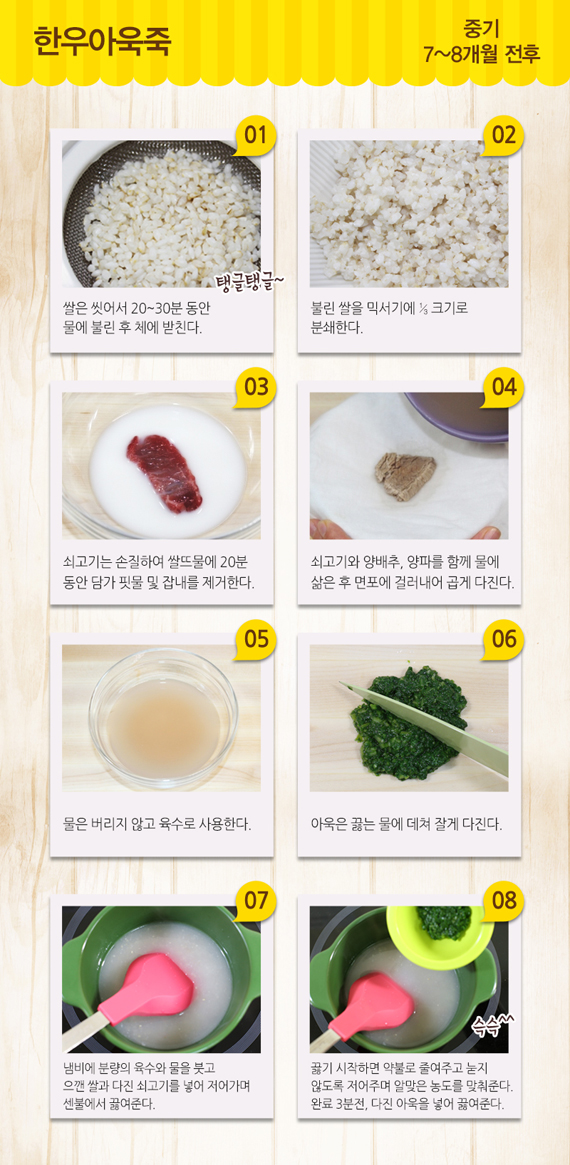 한우아욱죽
중기
7~8개월 전후
01
탱글탱글~
쌀은 씻어서 20~30분 동안
물에 불린 후 체에 받친다.
02
불린 쌀을 믹서기에 ⅓ 크기로
분쇄한다.
03
쇠고기는 손질하여 쌀뜨물에 20분
동안 담가 핏물 및 잡내를 제거한다.
04
쇠고기와 양배추, 양파를 함께 물에
삶은 후 면포에 걸러내어 곱게 다진다.
05
물은 버리지 않고 육수로 사용한다.
06
아욱은 끓는 물에 데쳐 잘게 다진다.
07
냄비에 분량의 육수와 물을 붓고
으깬 쌀과 다진 쇠고기를 넣어 저어가며
센불에서 끓여준다.
08
슥슥^^
끓기 시작하면 약불로 줄여주고 눋지
않도록 저어주며 알맞은 농도를 맞춰준다.
완료 3분전, 다진 아욱을 넣어 끓여준다.